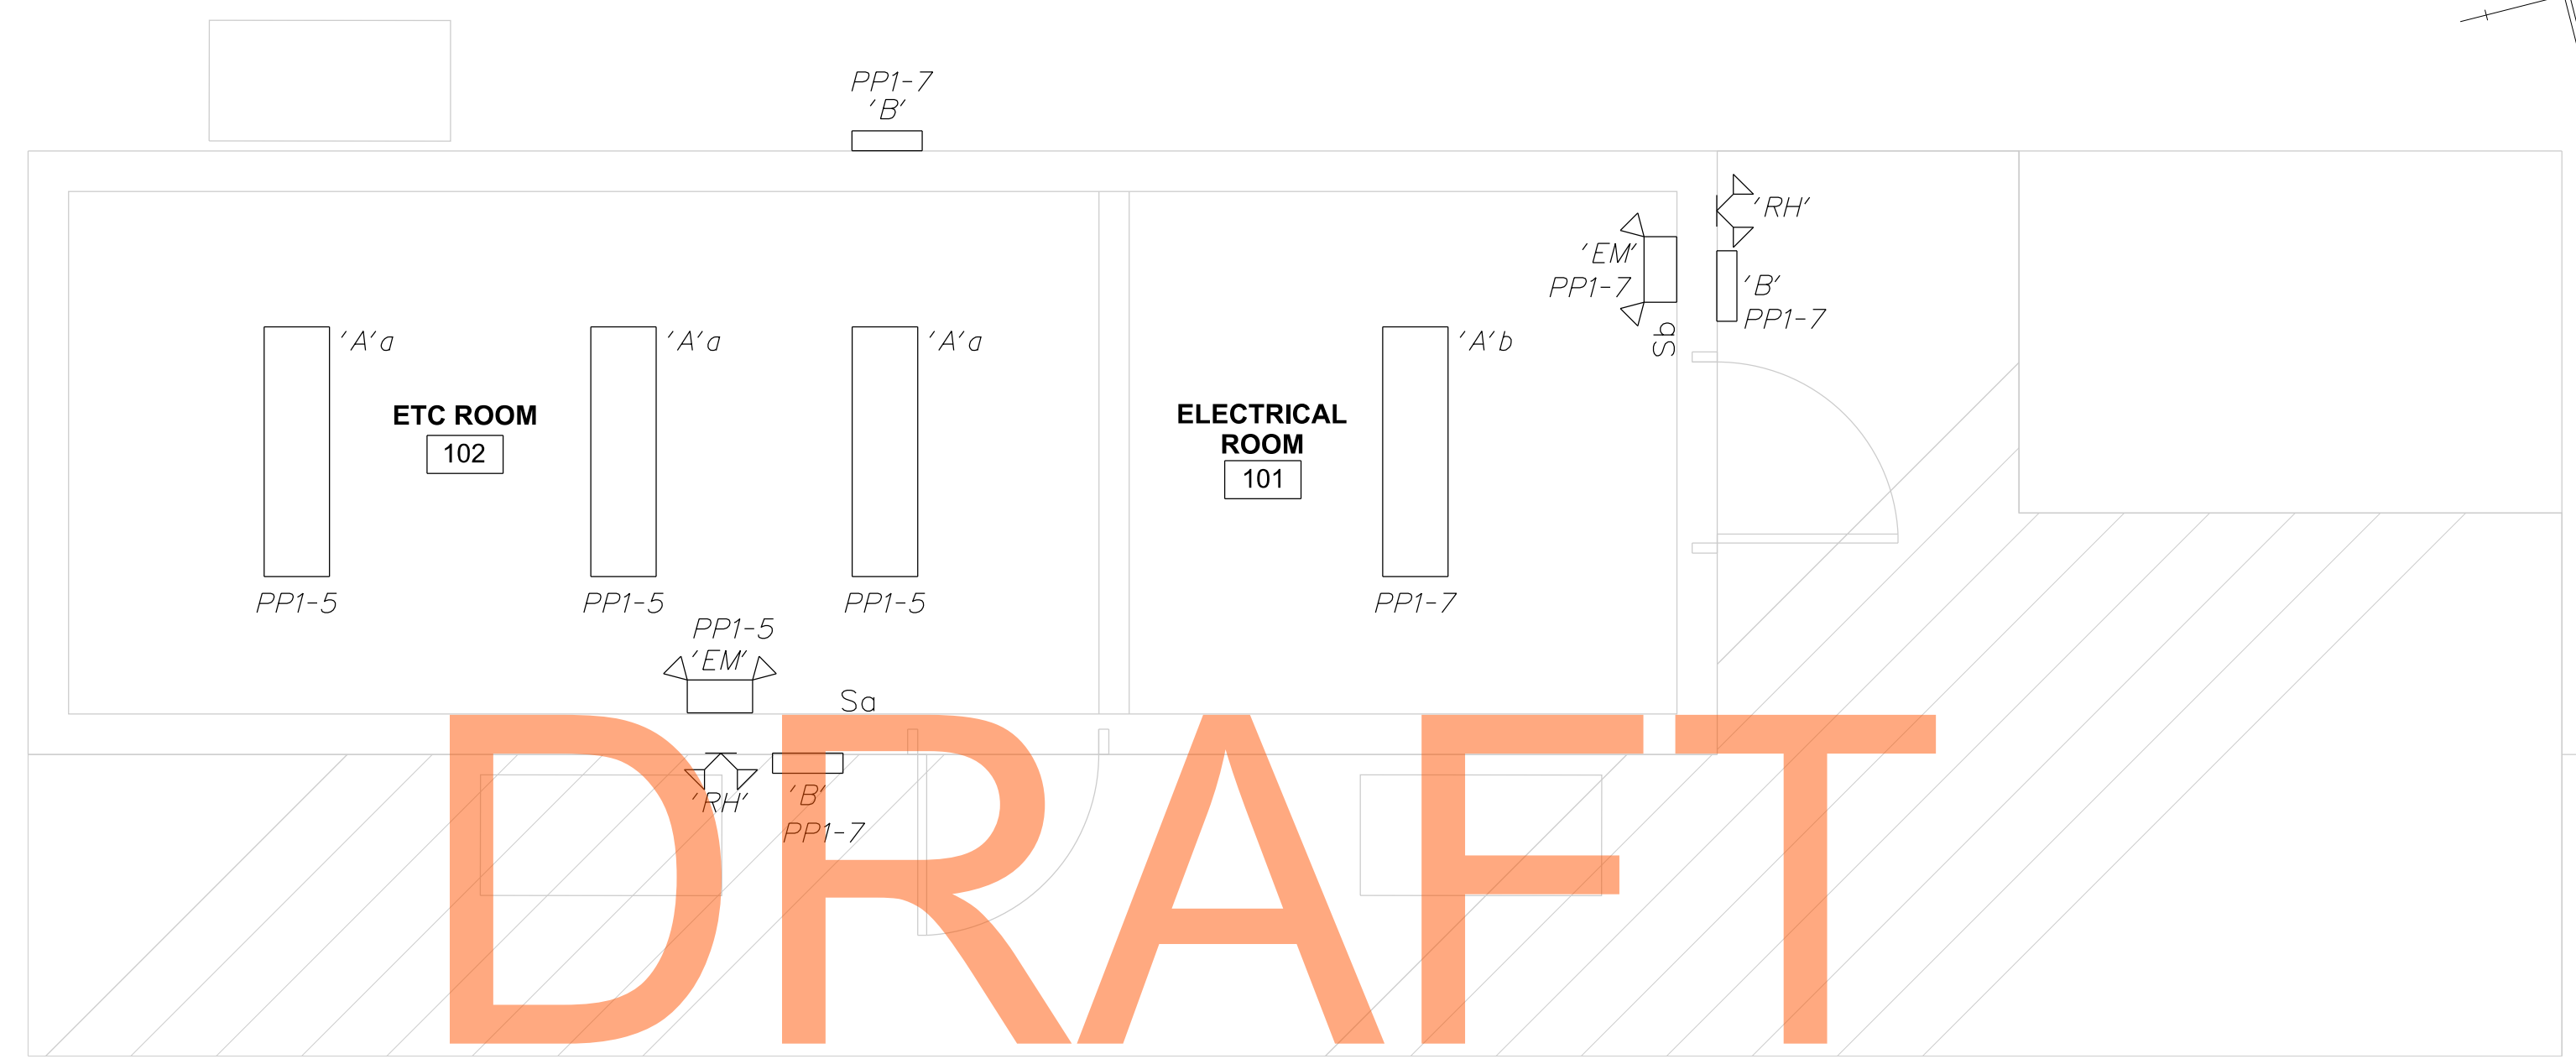 PP1-7
'B'
'RH'
'EM'
PP1-7
'B'
PP1-7
Sb
'A'a
'A'a
'A'a
'A'b
ETC ROOM
102
ELECTRICAL
ROOM
101
PP1-5
PP1-5
PP1-5
PP1-7
PP1-5
'EM'
Sa
'RH'
'B'
PP1-7
DRAFT